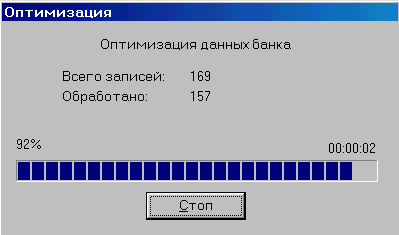 Оптимизация
Оптимизация данных банка
Всего записей: 169
Обработано: 157
92% 00:00:02
Стоп